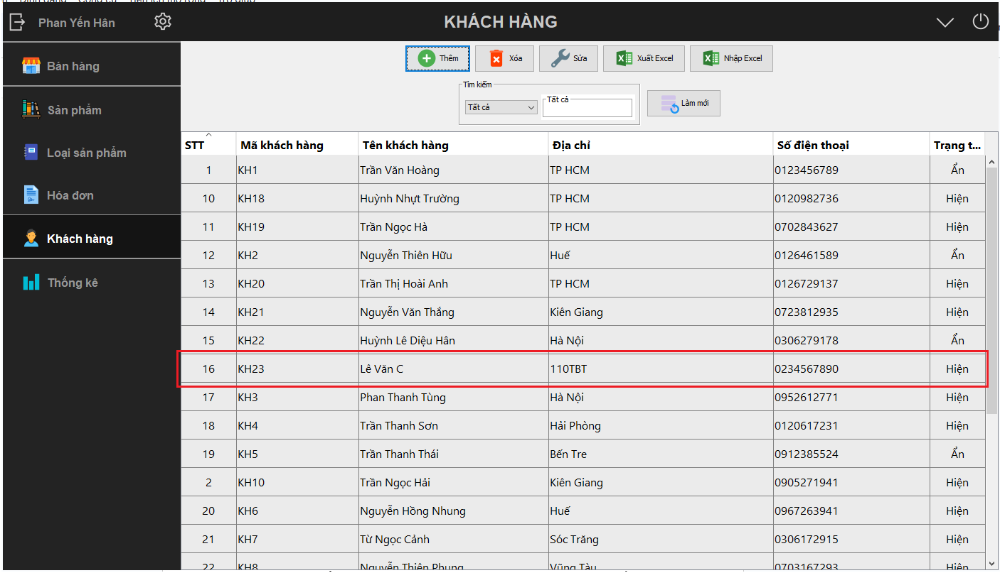 Phan Yến Hân
KHÁCH HÀNG
Bán hàng
Sản phẩm
Loại sản phẩm
Hóa đơn
Khách hàng
Thống kê
Thêm Xóa Sửa Xuất Excel Nhập Excel
Tìm kiếm
Tất cả Tất cả Làm mới
STT Mã khách hàng Tên khách hàng Địa chỉ Số điện thoại Trạng t...
1 KH1 Trần Văn Hoàng TP HCM 0123456789 Ẩn
10 KH18 Huỳnh Nhựt Trường TP HCM 0120982736 Hiện
11 KH19 Trần Ngọc Hà TP HCM 0702843627 Hiện
12 KH2 Nguyễn Thiên Hữu Huế 0126461589 Ẩn
13 KH20 Trần Thị Hoài Anh TP HCM 0126729137 Hiện
14 KH21 Nguyễn Văn Thắng Kiên Giang 0723812935 Hiện
15 KH22 Huỳnh Lê Diệu Hân Hà Nội 0306279178 Ẩn
16 KH23 Lê Văn C 110TBT 0234567890 Hiện
17 KH3 Phan Thanh Tùng Hà Nội 0952612771 Hiện
18 KH4 Trần Thanh Sơn Hải Phòng 0120617231 Hiện
19 KH5 Trần Thanh Thái Bến Tre 0912385524 Ẩn
2 KH10 Trần Ngọc Hải Kiên Giang 0905271941 Hiện
20 KH6 Nguyễn Hồng Nhung Huế 0967263941 Hiện
21 KH7 Từ Ngọc Cảnh Sóc Trăng 0306172915 Hiện
22 KH8 Nguyễn Thiên Phụng Vũng Tàu 0703167293 Hiện